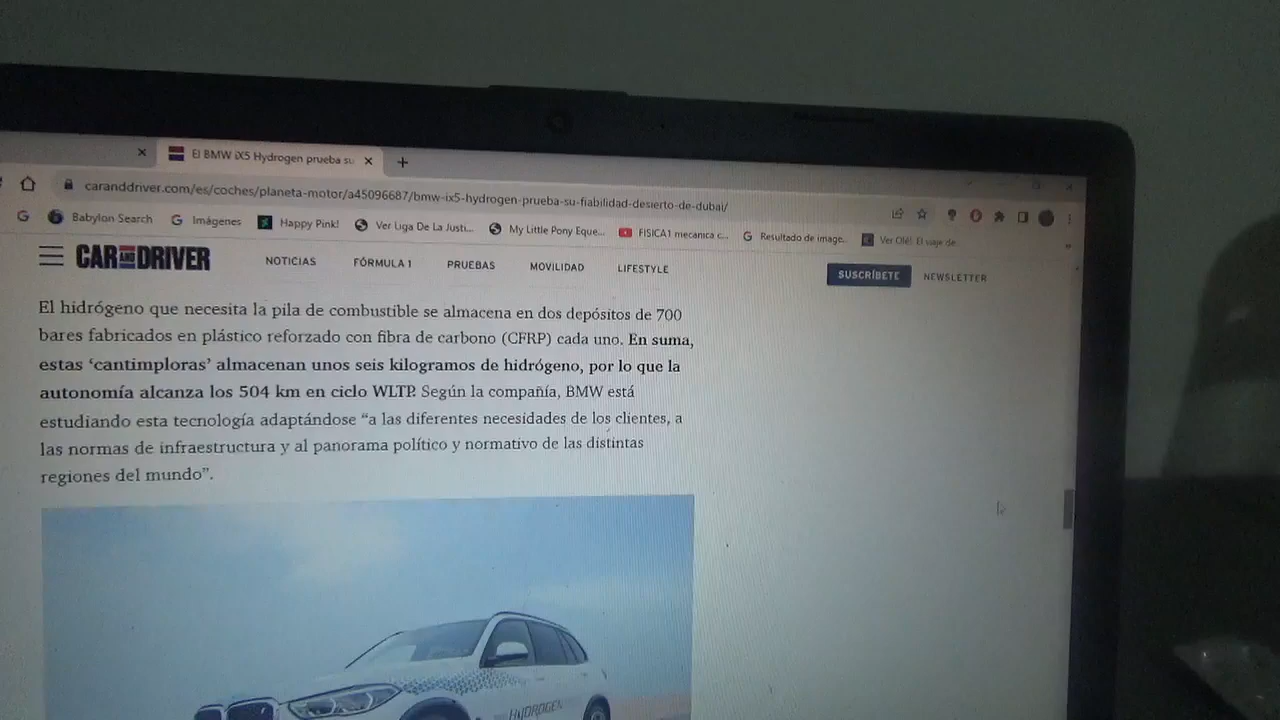 El BMW iX5 Hydrogen prueba su
caranddriver.com/es/coches/planeta-motor/a45096687/bmw-ix5-hydrogen-prueba-su-fiabilidad-desierto-de-dubai/
Babylon Search Imágenes Happy Pink! Ver Liga De La Justi... My Little Pony Eque... FISICA1 mecanica c... Resultado de image... Ver Olé! El viaje de
CAR AND DRIVER NOTICIAS FÓRMULA 1 PRUEBAS MOVILIDAD LIFESTYLE SUSCRÍBETE NEWSLETTER
El hidrógeno que necesita la pila de combustible se almacena en dos depósitos de 700
bares fabricados en plástico reforzado con fibra de carbono (CFRP) cada uno. En suma,
estas ‘cantimploras’ almacenan unos seis kilogramos de hidrógeno, por lo que la
autonomía alcanza los 504 km en ciclo WLTP. Según la compañía, BMW está
estudiando esta tecnología adaptándose “a las diferentes necesidades de los clientes, a
las normas de infraestructura y al panorama político y normativo de las distintas
regiones del mundo”.
HYDROGEN